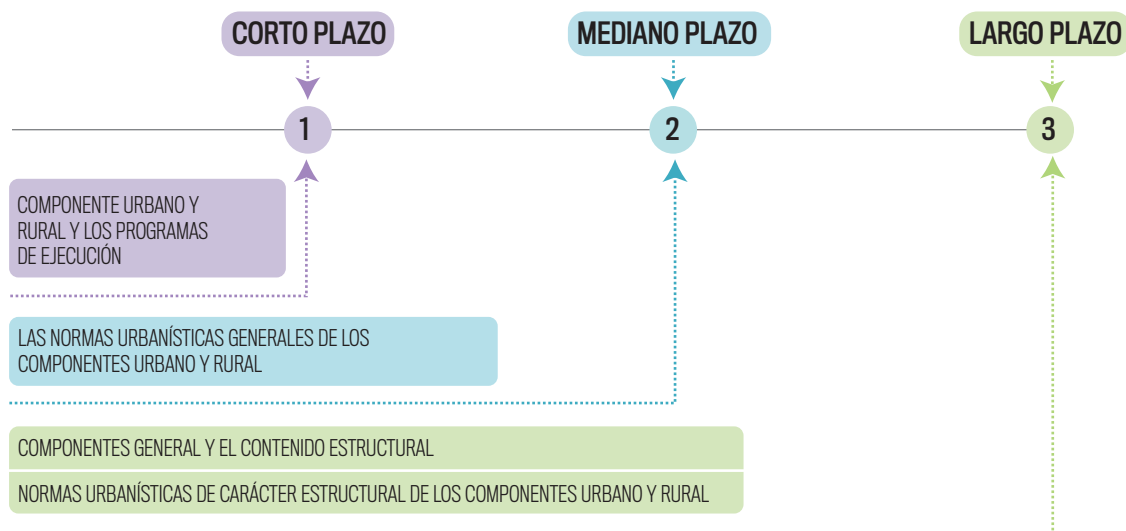 CORTO PLAZO
MEDIANO PLAZO
LARGO PLAZO
1
2
3
COMPONENTE URBANO Y
RURAL Y LOS PROGRAMAS
DE EJECUCIÓN
LAS NORMAS URBANÍSTICAS GENERALES DE LOS
COMPONENTES URBANO Y RURAL
COMPONENTES GENERAL Y EL CONTENIDO ESTRUCTURAL
NORMAS URBANÍSTICAS DE CARÁCTER ESTRUCTURAL DE LOS COMPONENTES URBANO Y RURAL